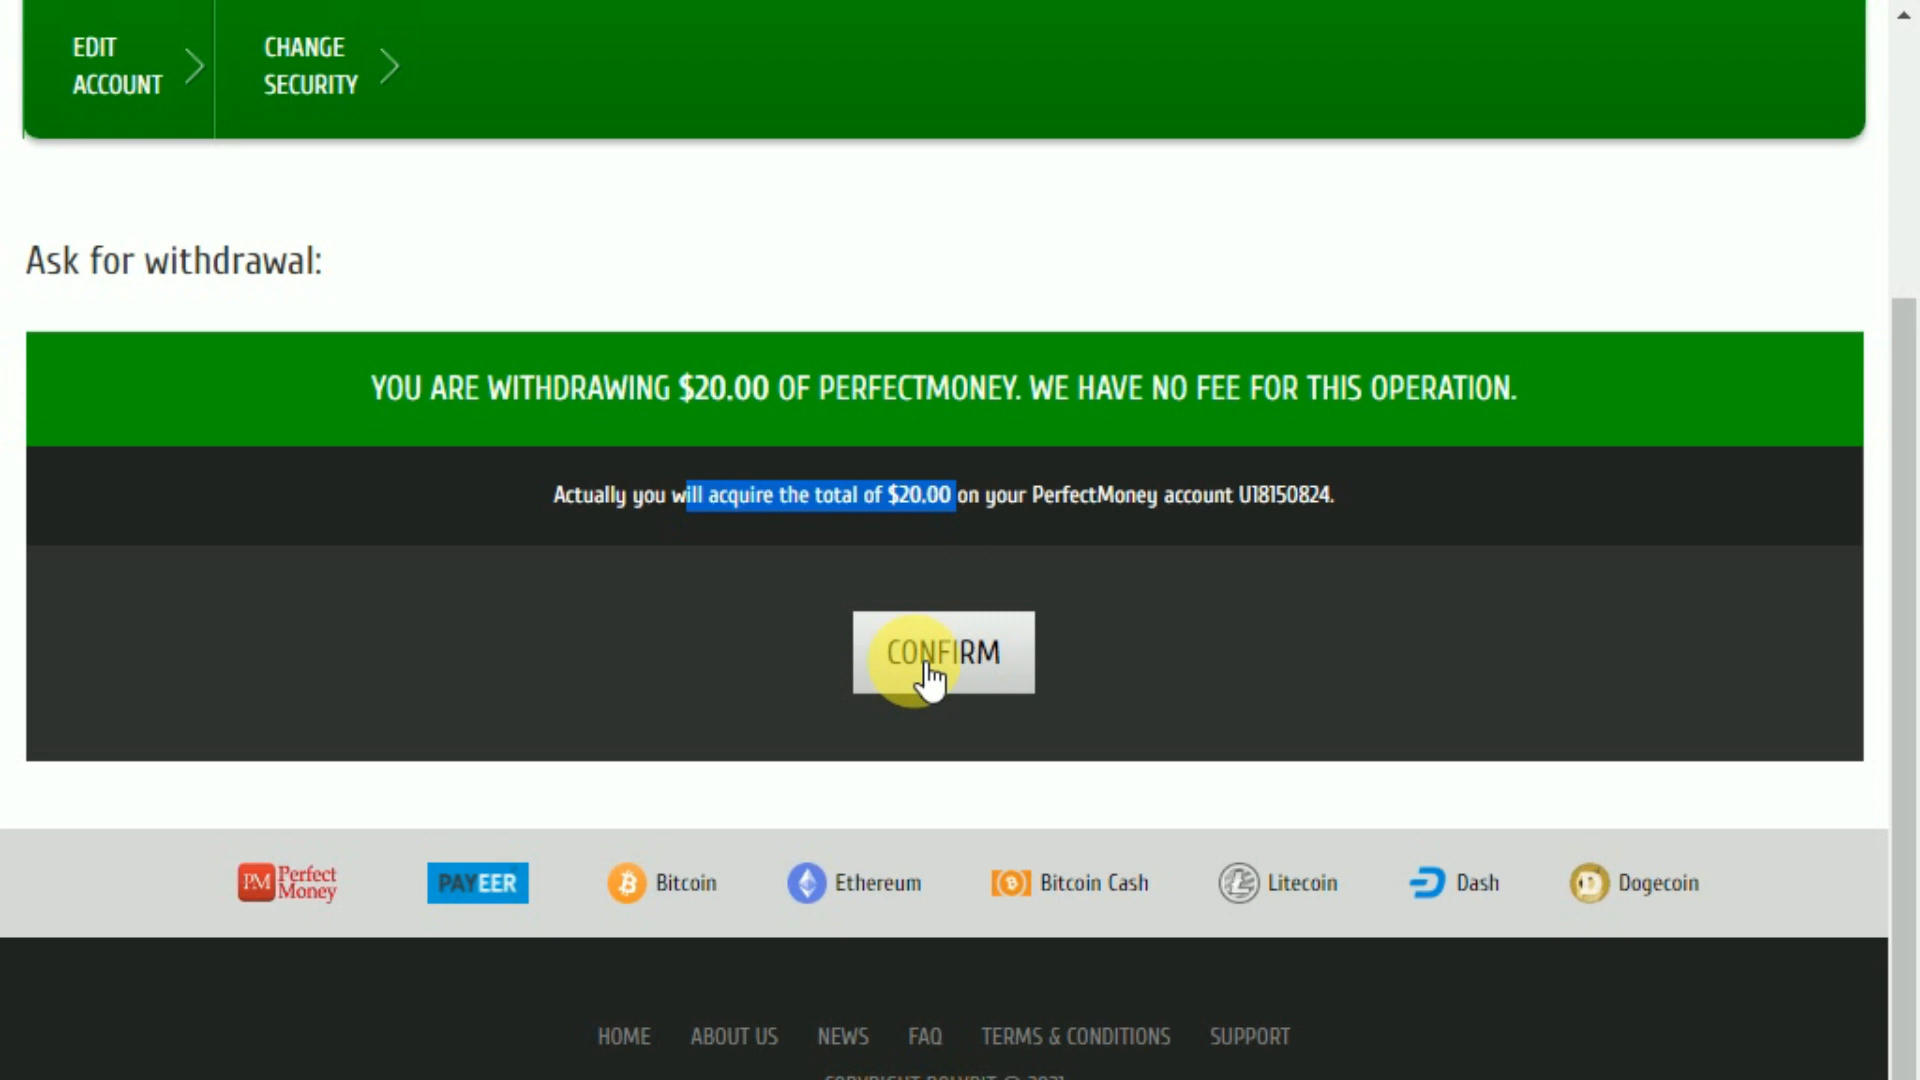 EDIT
ACCOUNT
CHANGE
SECURITY
Ask for withdrawal:
YOU ARE WITHDRAWING $20.00 OF PERFECTMONEY. WE HAVE NO FEE FOR THIS OPERATION.
Actually you will acquire the total of $20.00 on your PerfectMoney account U18150824.
CONFIRM
PM Perfect Money
PAYEER
Bitcoin
Ethereum
Bitcoin Cash
Litecoin
Dash
Dogecoin
HOME ABOUT US NEWS FAQ TERMS & CONDITIONS SUPPORT
COPYRIGHT © 2021